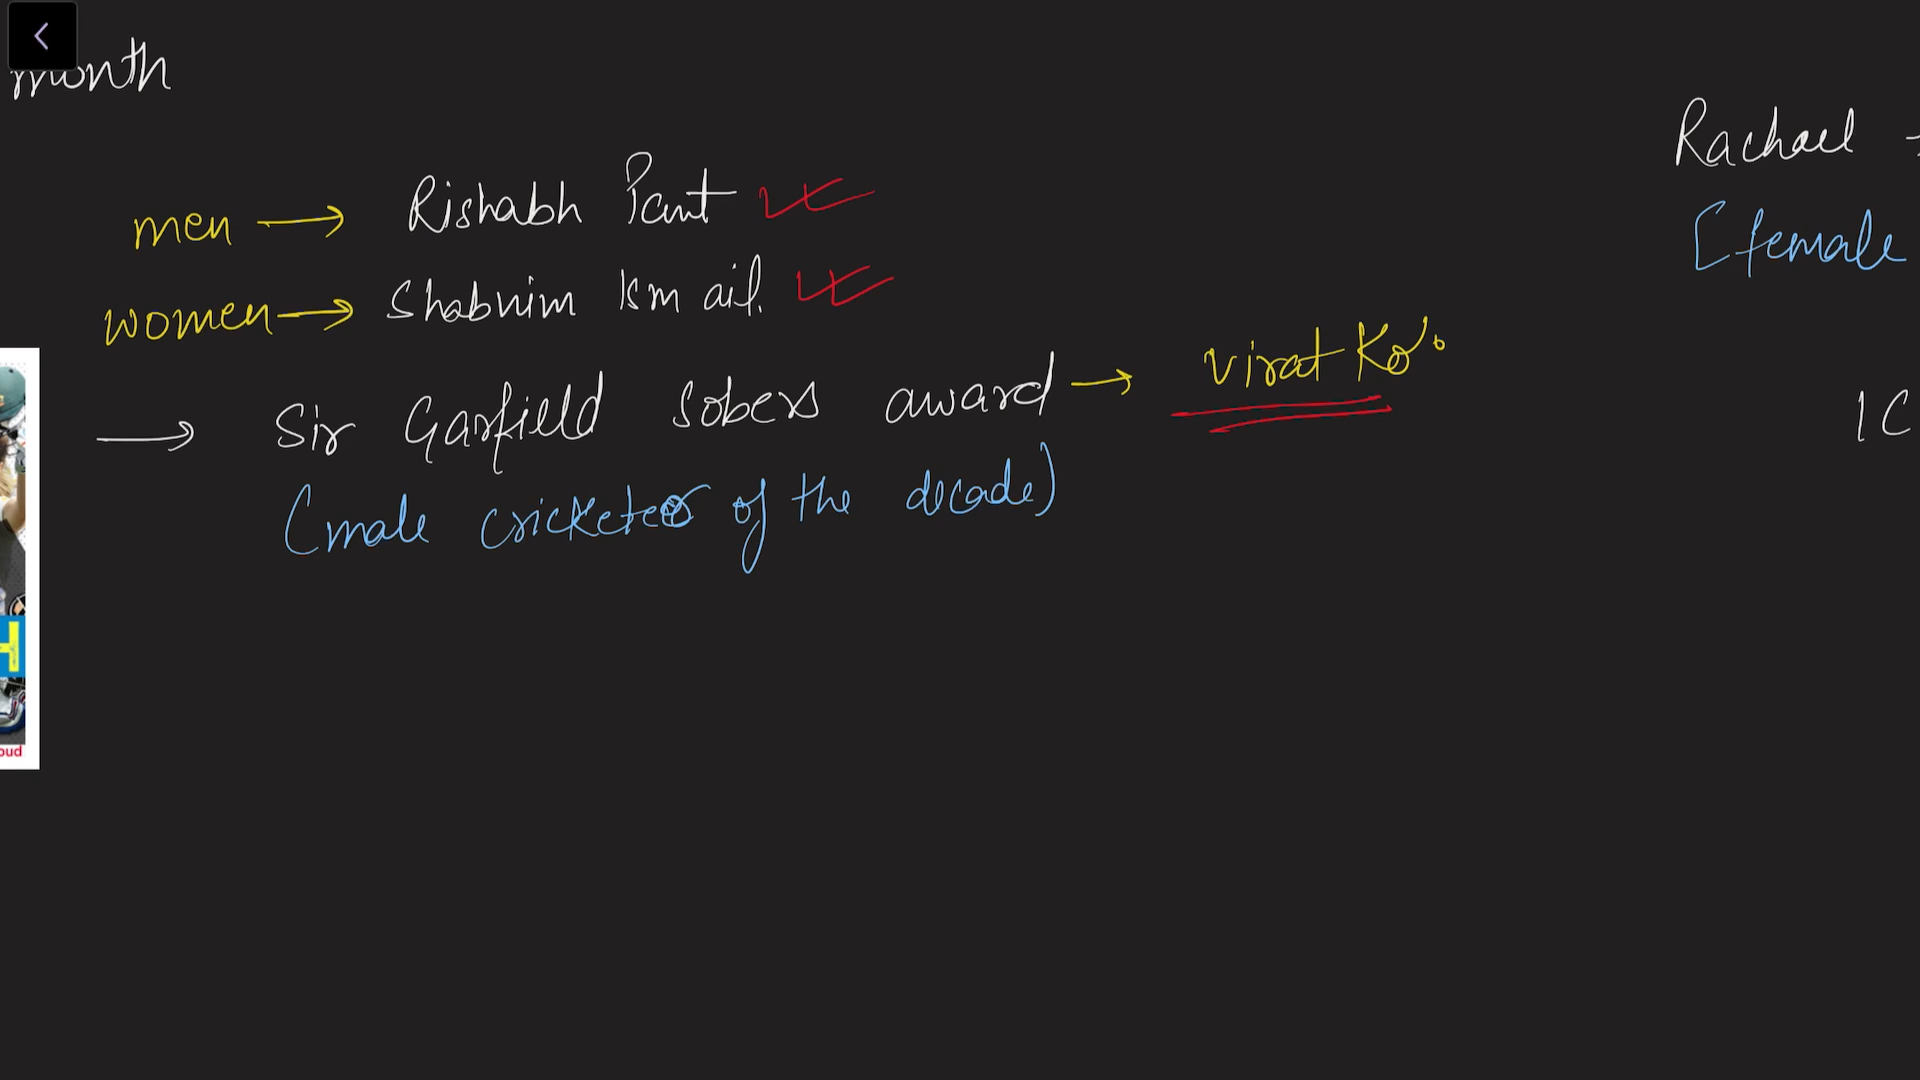 month
men → Rishabh Pant
women → Shabnim Ismail.
→ Sir Garfield Sobers award → Virat Ko.
(male cricketer of the decade)
Rachael
[female
IC
H
oud